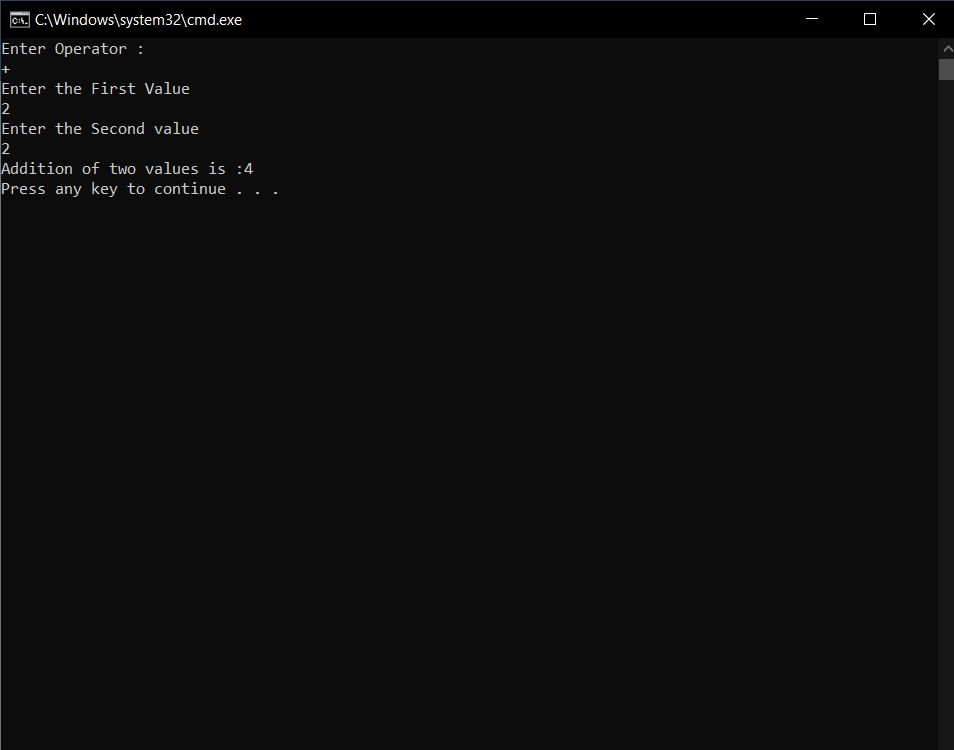 C:\Windows\system32\cmd.exe
Enter Operator :
+
Enter the First Value
2
Enter the Second value
2
Addition of two values is :4
Press any key to continue . . .